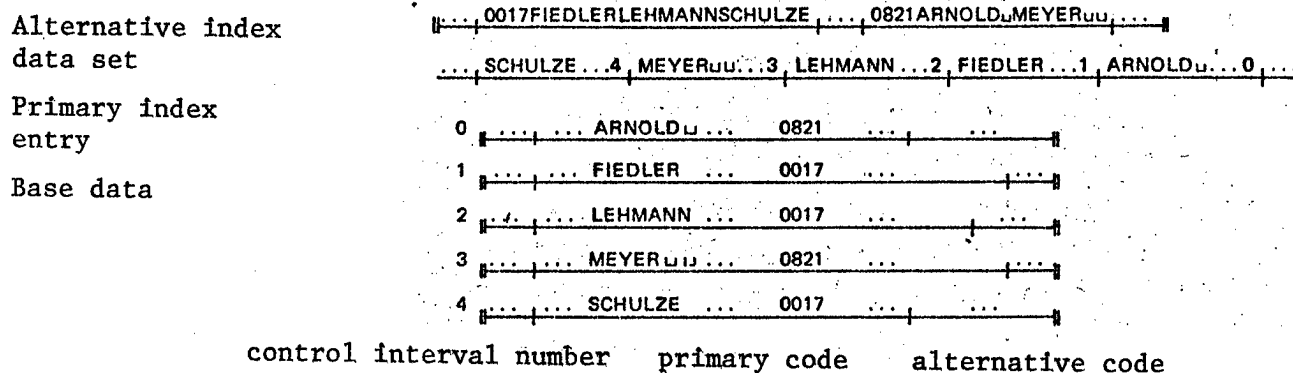 Alternative index
data set
... 0017FIEDLERLEHMANNSCHULZE ... 0821ARNOLD␣MEYER␣␣ ...
... SCHULZE ... 4 MEYER␣␣ ... 3 LEHMANN ... 2 FIEDLER ... 1 ARNOLD␣ ... 0 ...
Primary index
entry
0 ... ... ARNOLD␣ ... 0821 ... ...
Base data
1 ... ... FIEDLER ... 0017 ... ...
2 ... ... LEHMANN ... 0017 ... ...
3 ... ... MEYER␣␣ ... 0821 ... ...
4 ... ... SCHULZE ... 0017 ... ...
control interval number primary code alternative code